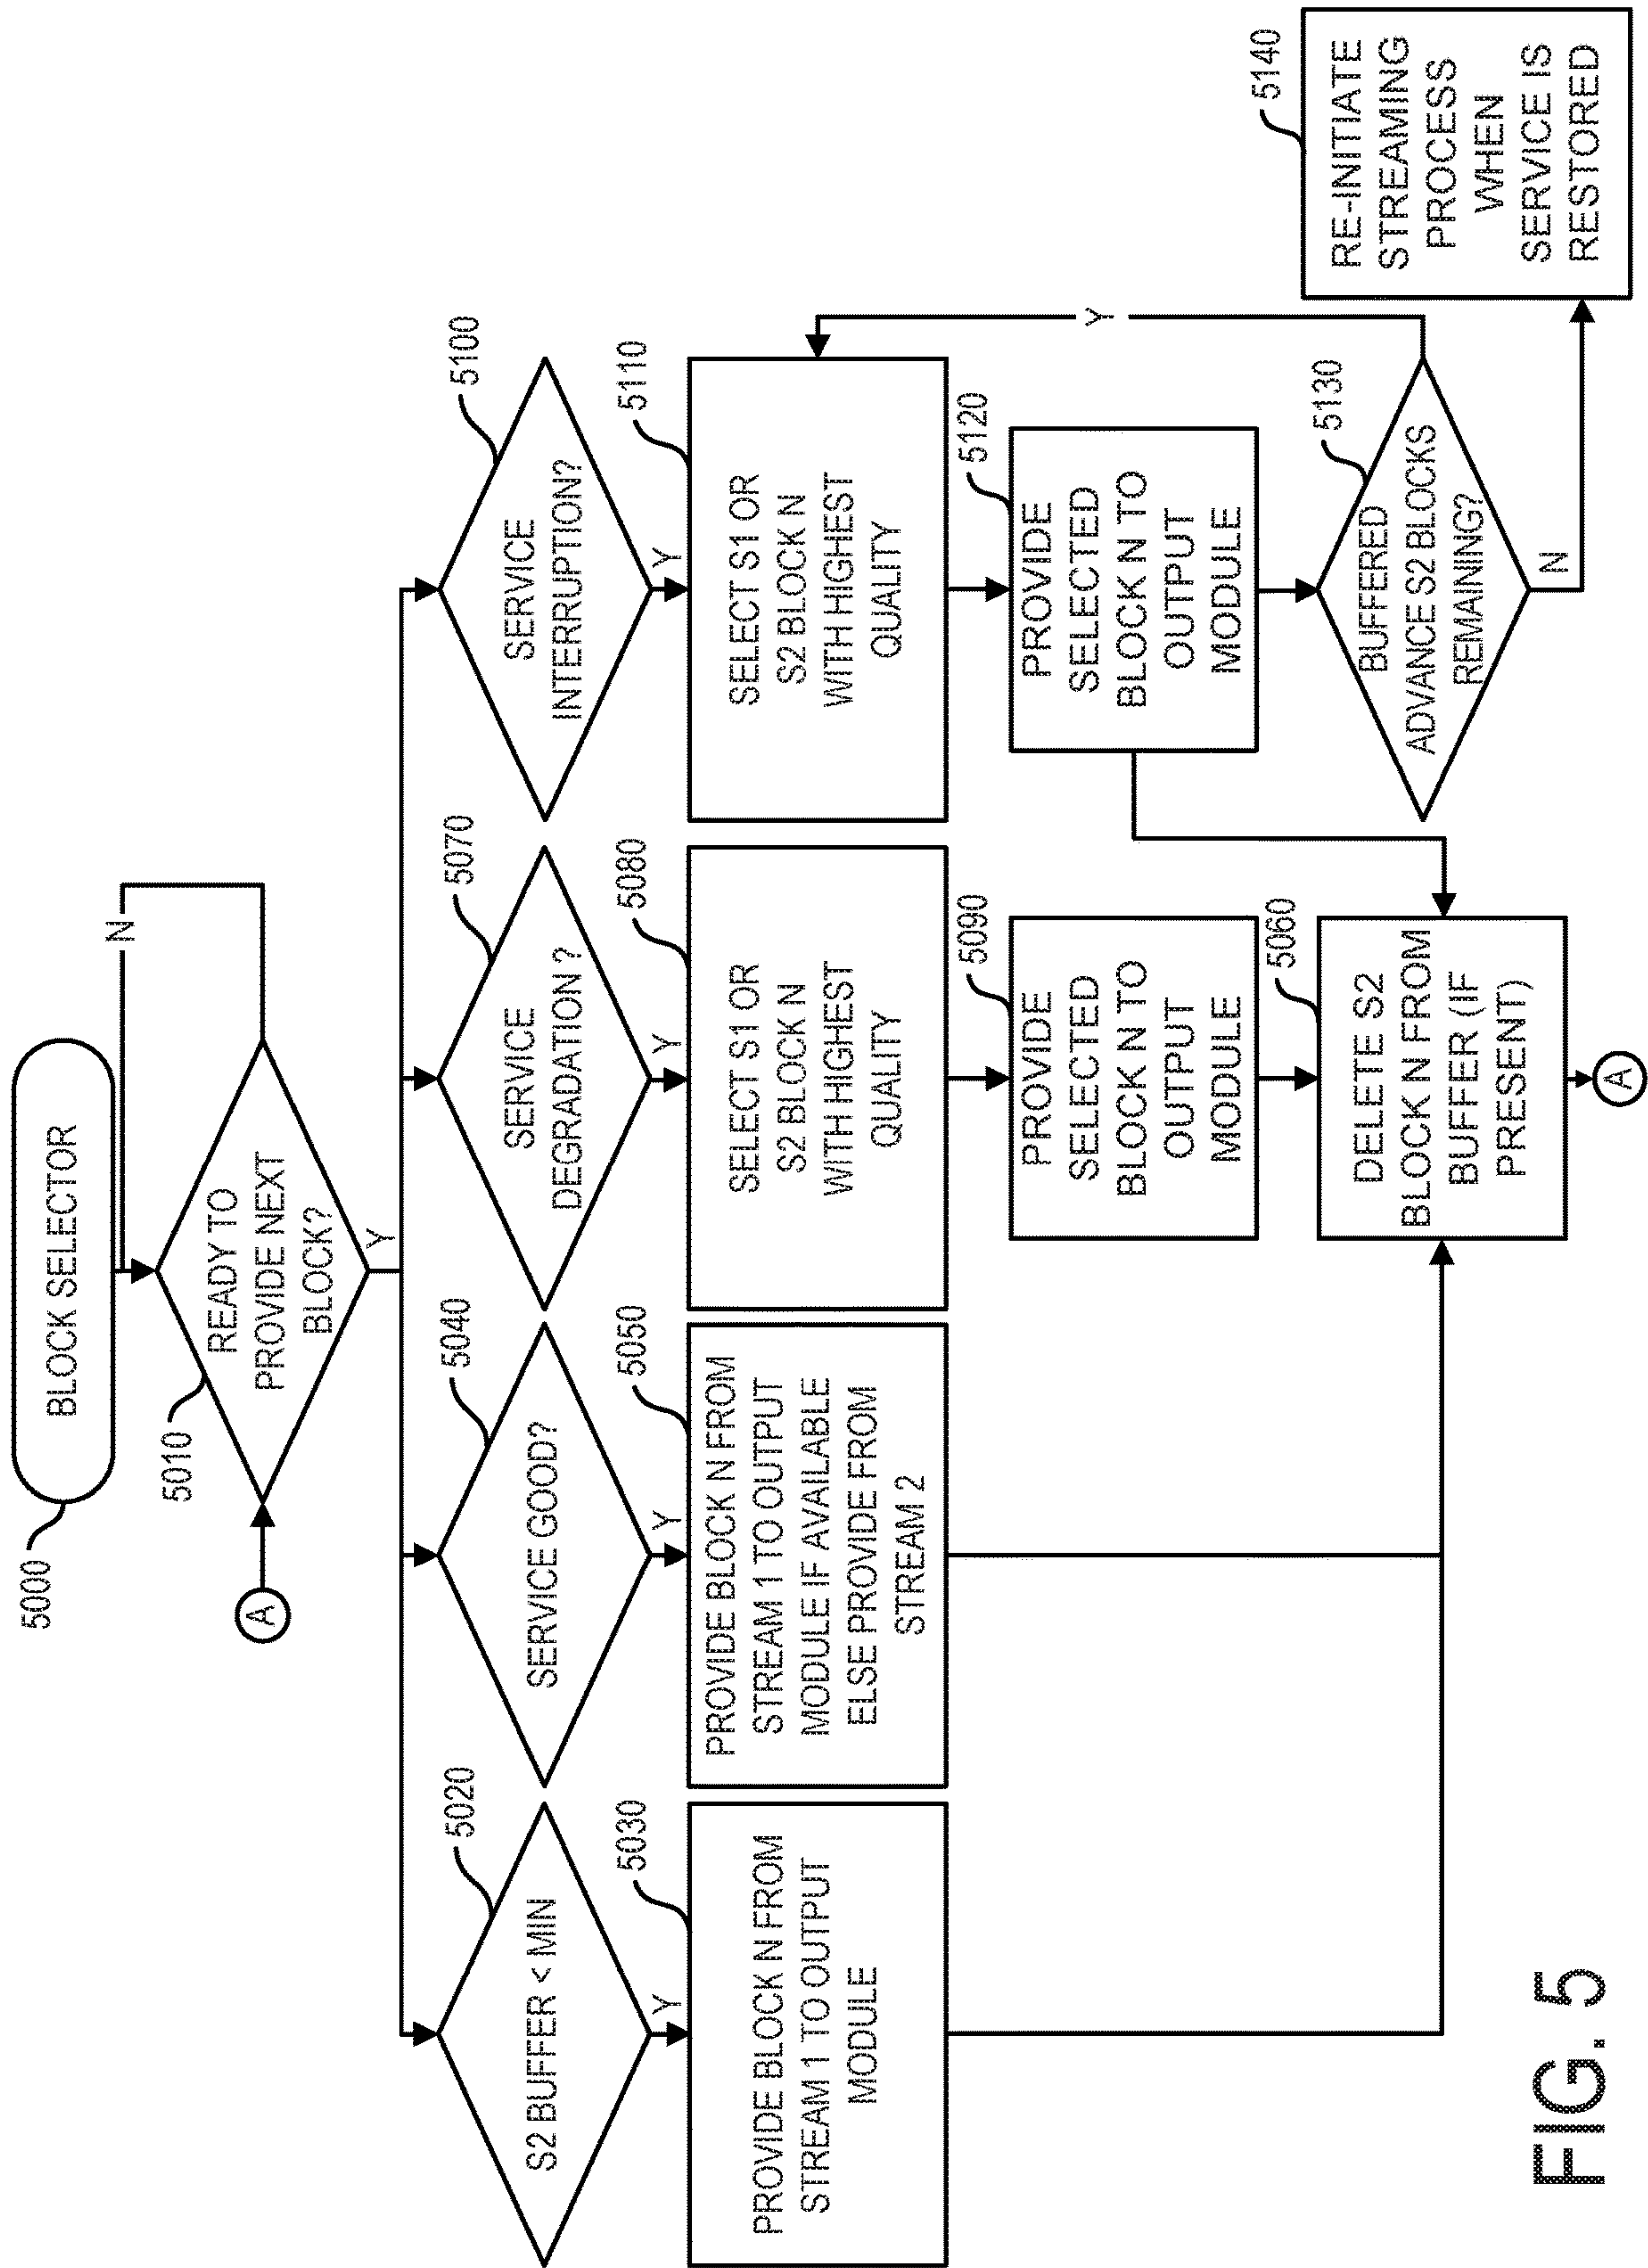 5000
BLOCK SELECTOR
5010
READY TO
PROVIDE NEXT
BLOCK?
N
A
Y
5020
S2 BUFFER < MIN
Y
5030
PROVIDE BLOCK N FROM
STREAM 1 TO OUTPUT
MODULE
5040
SERVICE GOOD?
Y
5050
PROVIDE BLOCK N FROM
STREAM 1 TO OUTPUT
MODULE IF AVAILABLE
ELSE PROVIDE FROM
STREAM 2
5070
SERVICE
DEGRADATION ?
Y
5080
SELECT S1 OR
S2 BLOCK N
WITH HIGHEST
QUALITY
5090
PROVIDE
SELECTED
BLOCK N TO
OUTPUT
MODULE
5060
DELETE S2
BLOCK N FROM
BUFFER (IF
PRESENT)
A
5100
SERVICE
INTERRUPTION?
Y
5110
SELECT S1 OR
S2 BLOCK N
WITH HIGHEST
QUALITY
5120
PROVIDE
SELECTED
BLOCK N TO
OUTPUT
MODULE
5130
BUFFERED
ADVANCE S2 BLOCKS
REMAINING?
Y
N
5140
RE-INITIATE
STREAMING
PROCESS
WHEN
SERVICE IS
RESTORED
FIG. 5